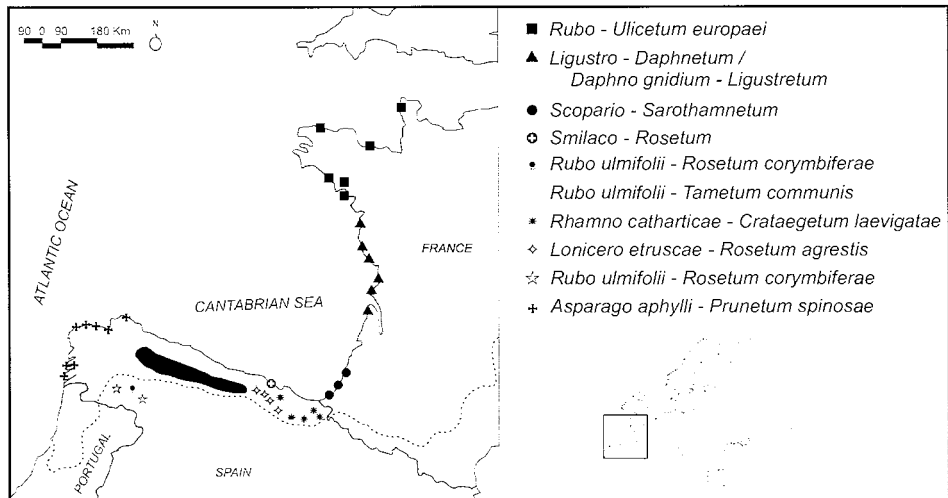 90 0 90 180 Km
N
ATLANTIC OCEAN
CANTABRIAN SEA
FRANCE
PORTUGAL
SPAIN
Rubo - Ulicetum europaei
Ligustro - Daphnetum /
Daphno gnidium - Ligustretum
Scopario - Sarothamnetum
Smilaco - Rosetum
Rubo ulmifolii - Rosetum corymbiferae
Rubo ulmifolii - Tametum communis
Rhamno catharticae - Crataegetum laevigatae
Lonicero etruscae - Rosetum agrestis
Rubo ulmifolii - Rosetum corymbiferae
Asparago aphylli - Prunetum spinosae